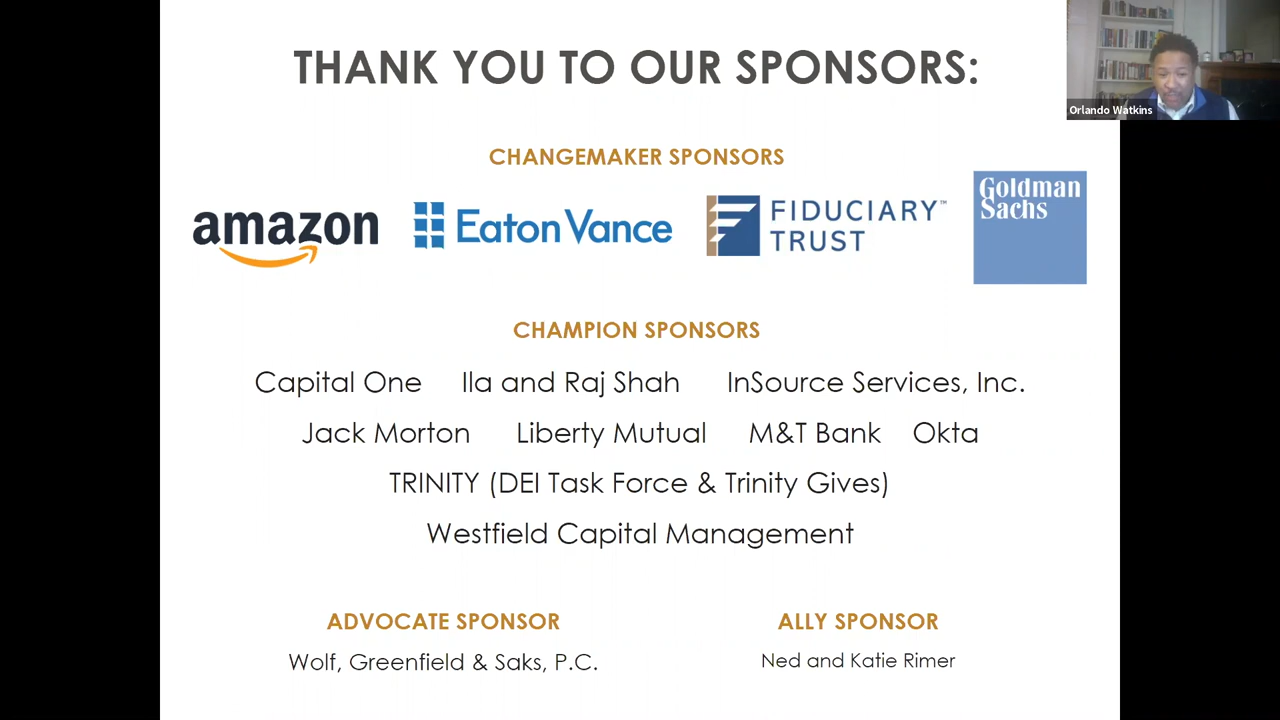 THANK YOU TO OUR SPONSORS:
Orlando Watkins
CHANGEMAKER SPONSORS
amazon
Eaton Vance
FIDUCIARY™
TRUST
Goldman
Sachs
CHAMPION SPONSORS
Capital One Ila and Raj Shah InSource Services, Inc.
Jack Morton Liberty Mutual M&T Bank Okta
TRINITY (DEI Task Force & Trinity Gives)
Westfield Capital Management
ADVOCATE SPONSOR
Wolf, Greenfield & Saks, P.C.
ALLY SPONSOR
Ned and Katie Rimer